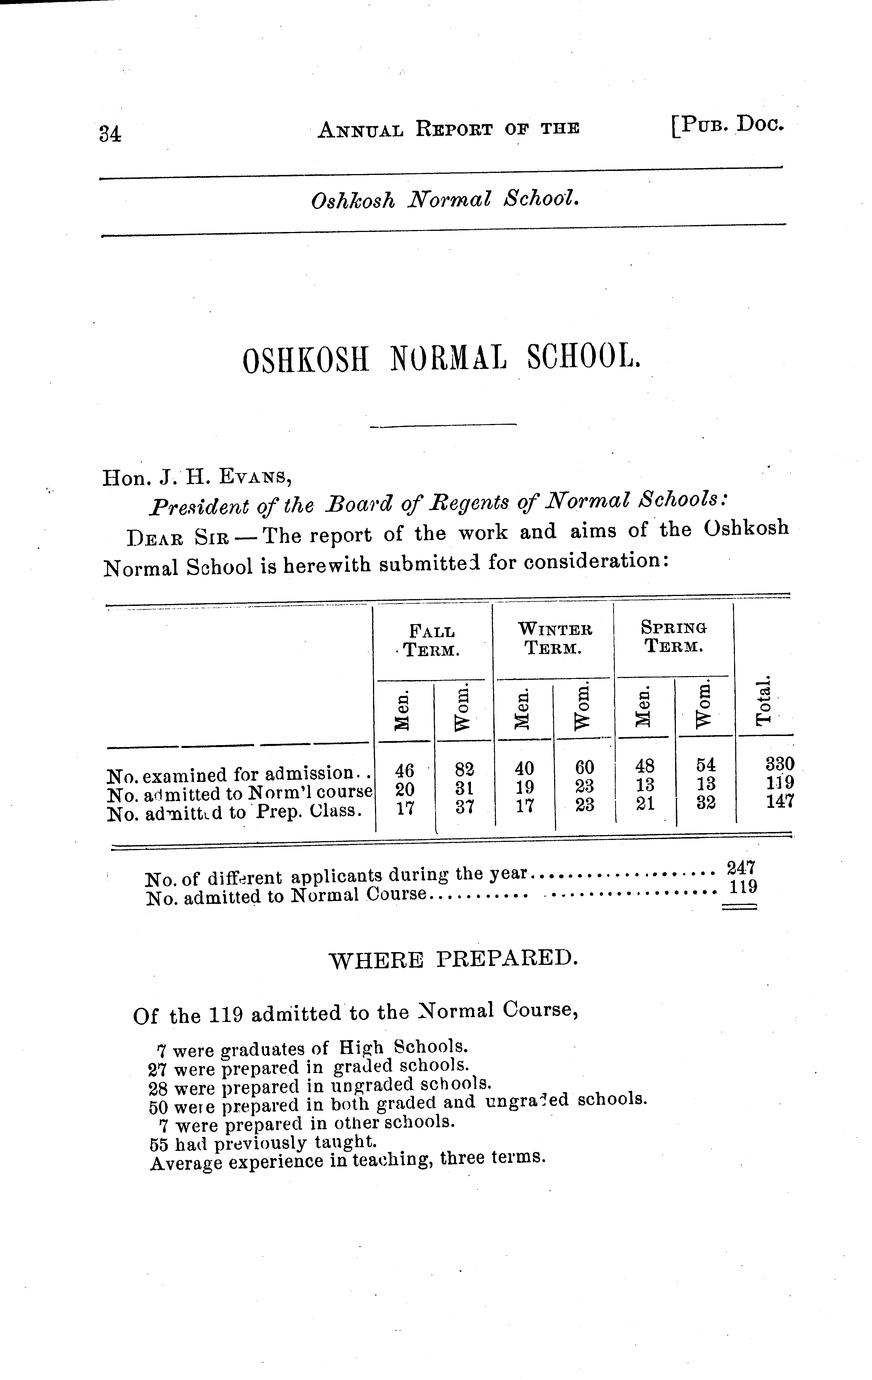 34 ANNUAL REPORT OF THE [PUB. DOC.
Oshkosh Normal School.
OSHKOSH NORMAL SCHOOL.
Hon. J. H. EVANS,
President of the Board of Regents of Normal Schools:
DEAR SIR — The report of the work and aims of the Oshkosh
Normal School is herewith submitted for consideration:
FALL TERM. WINTER TERM. SPRING TERM.
Men. Wom. Men. Wom. Men. Wom. Total.
No. examined for admission.. 46 82 40 60 48 54 330
No. admitted to Norm'l course 20 31 19 23 13 13 119
No. admitted to Prep. Class. 17 37 17 23 21 32 147
No. of different applicants during the year.................... 247
No. admitted to Normal Course........... .................. 119
WHERE PREPARED.
Of the 119 admitted to the Normal Course,
7 were graduates of High Schools.
27 were prepared in graded schools.
28 were prepared in ungraded schools.
50 were prepared in both graded and ungraded schools.
7 were prepared in other schools.
55 had previously taught.
Average experience in teaching, three terms.